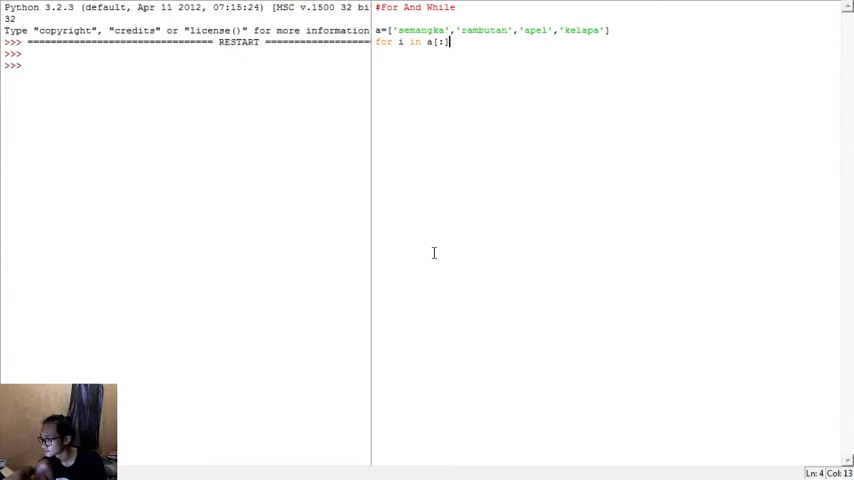 Python 3.2.3 (default, Apr 11 2012, 07:15:24) [MSC v.1500 32 bi
32
Type "copyright", "credits" or "license()" for more information
>>> ================================ RESTART ==================
>>>
>>>
#For And While
a=['semangka','rambutan','apel','kelapa']
for i in a[:]
Ln: 4 Col: 13